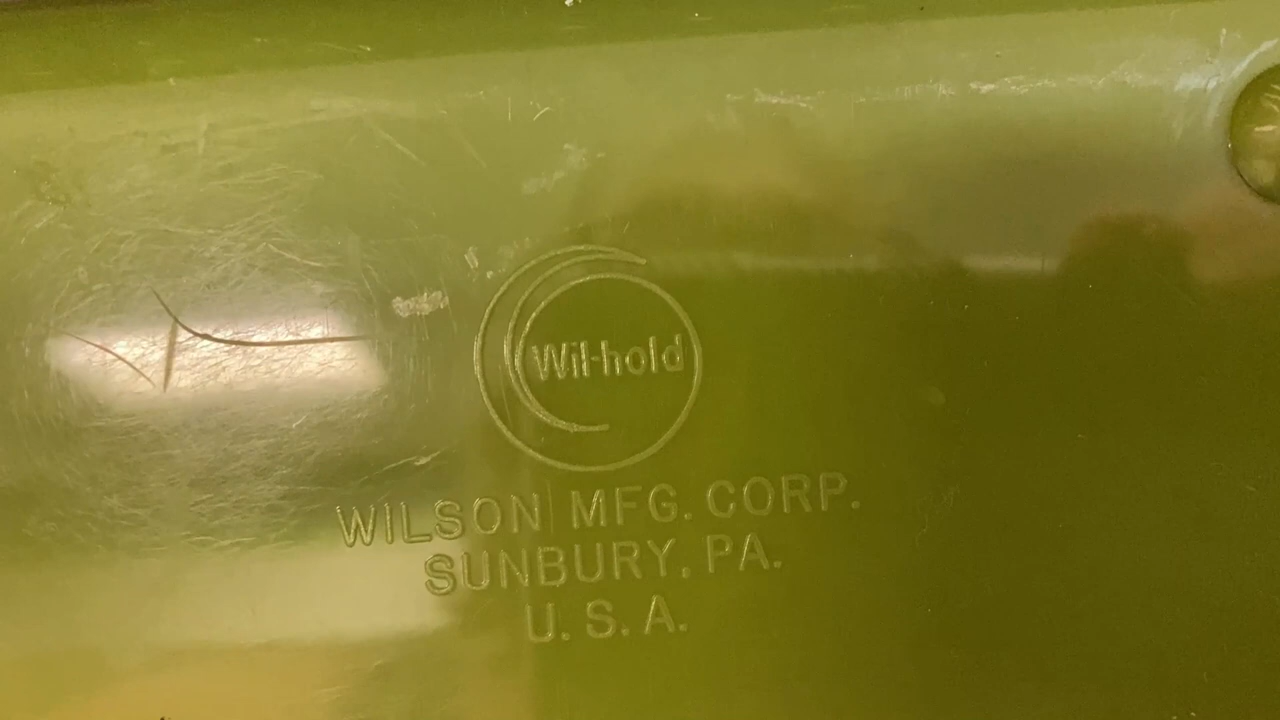 Wil-hold
WILSON MFG. CORP.
SUNBURY, PA.
U. S. A.